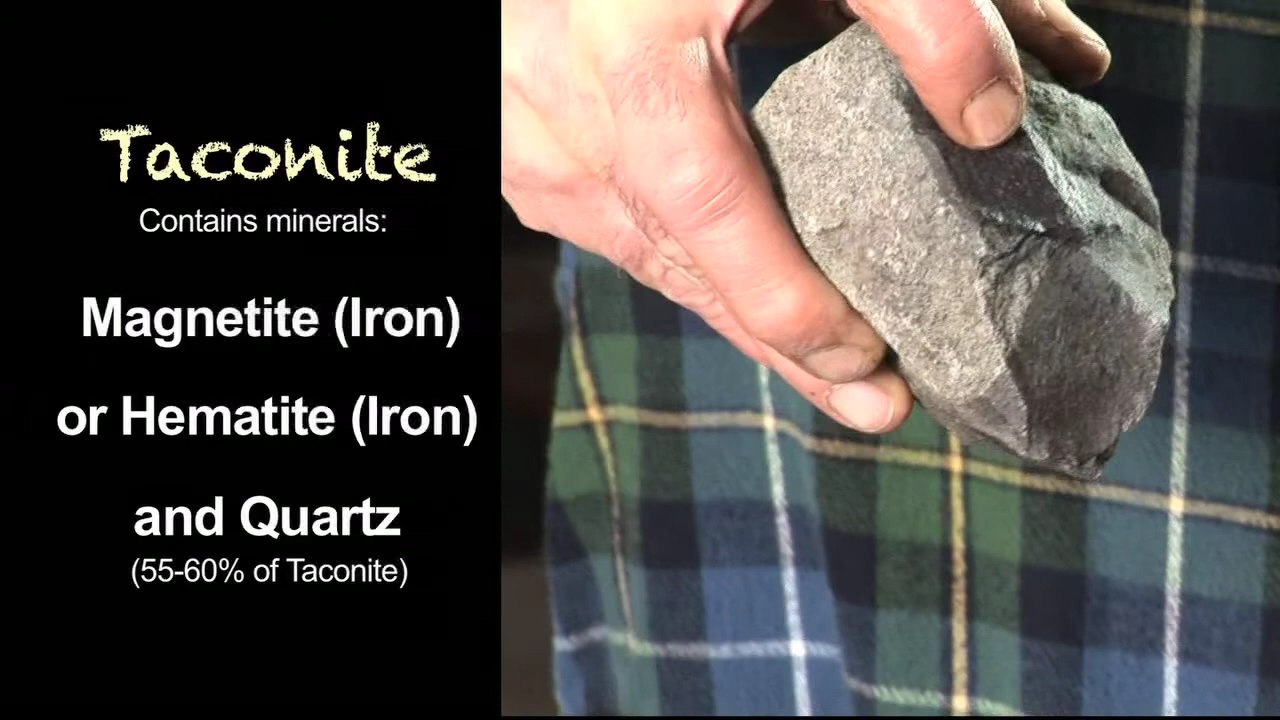 Taconite
Contains minerals:
Magnetite (Iron)
or Hematite (Iron)
and Quartz
(55-60% of Taconite)